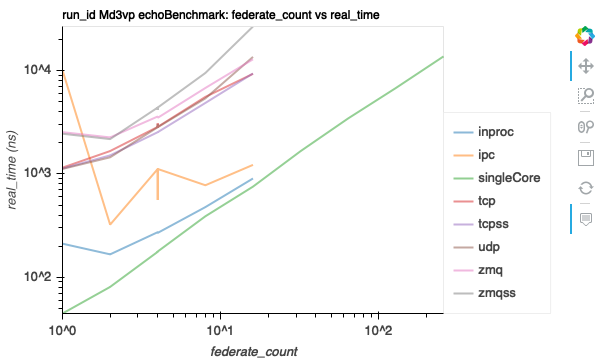 run_id Md3vp echoBenchmark: federate_count vs real_time
real_time (ns)
10^4
10^3
10^2
10^0
10^1
10^2
federate_count
inproc
ipc
singleCore
tcp
tcpss
udp
zmq
zmqss